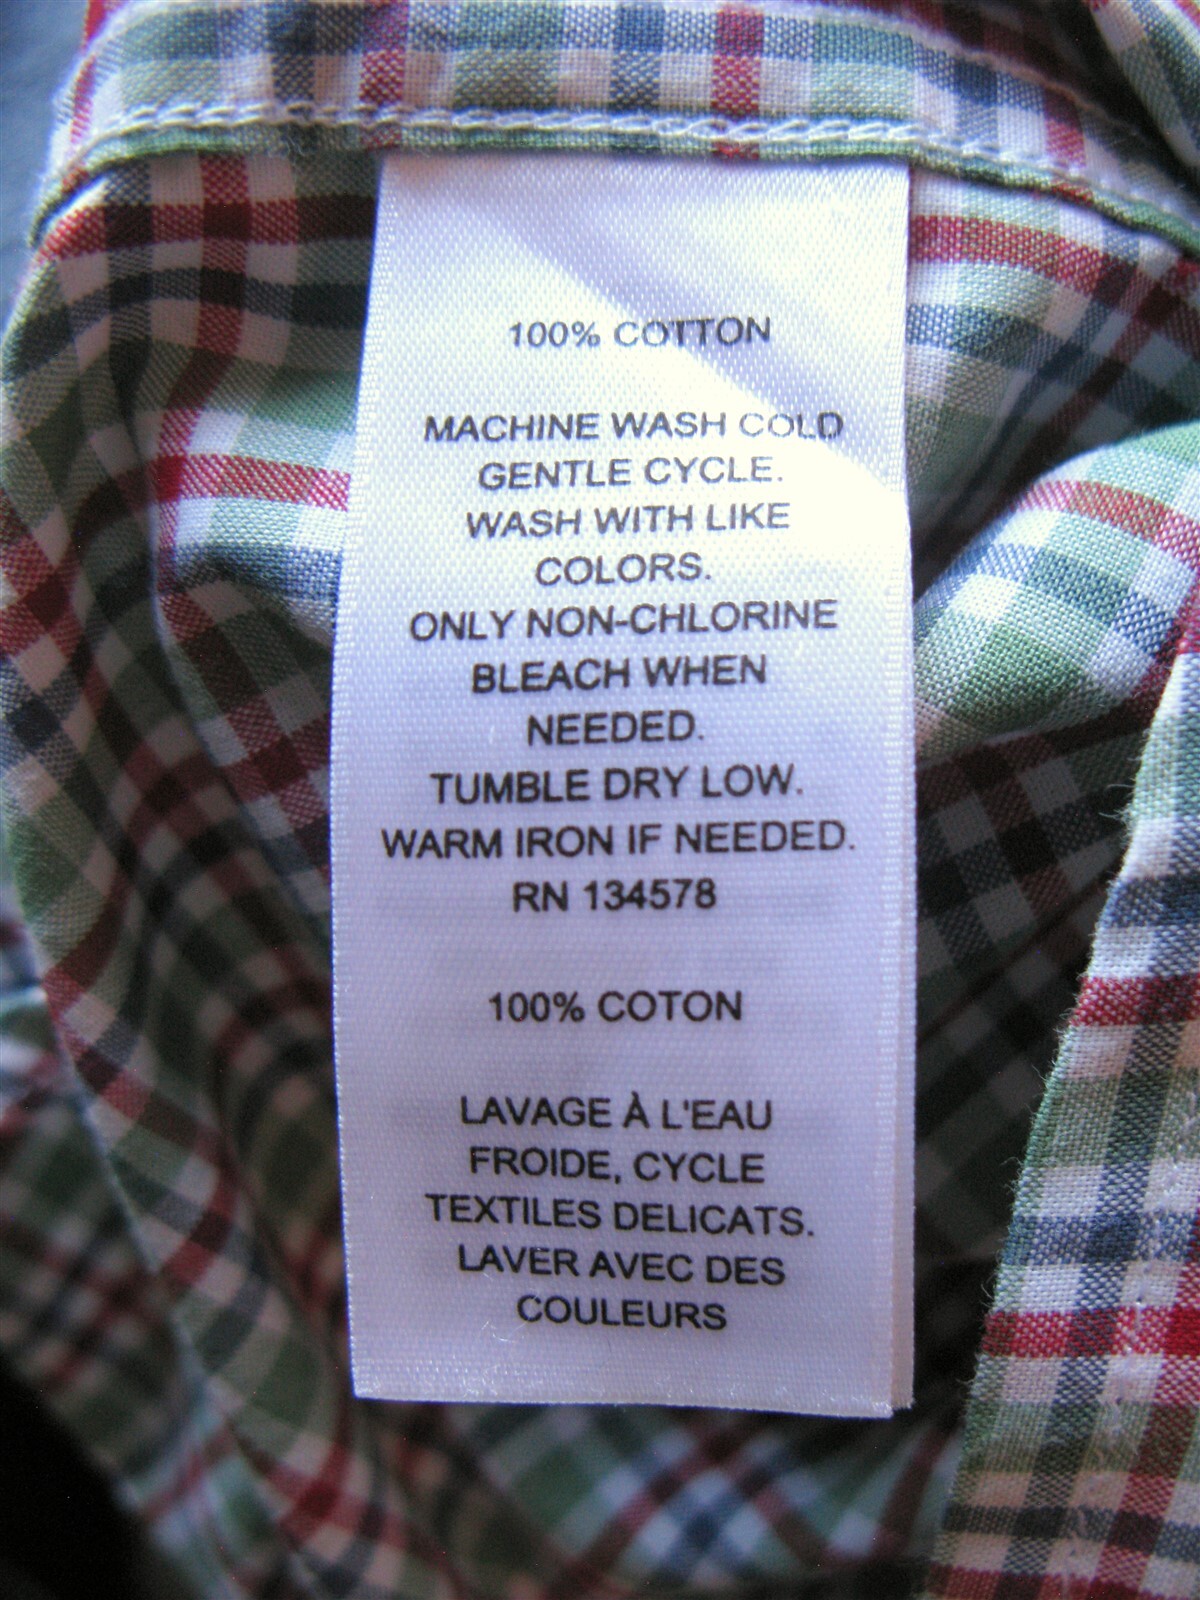 100% COTTON
MACHINE WASH COLD
GENTLE CYCLE.
WASH WITH LIKE
COLORS.
ONLY NON-CHLORINE
BLEACH WHEN
NEEDED.
TUMBLE DRY LOW.
WARM IRON IF NEEDED.
RN 134578
100% COTON
LAVAGE À L'EAU
FROIDE, CYCLE
TEXTILES DELICATS.
LAVER AVEC DES
COULEURS